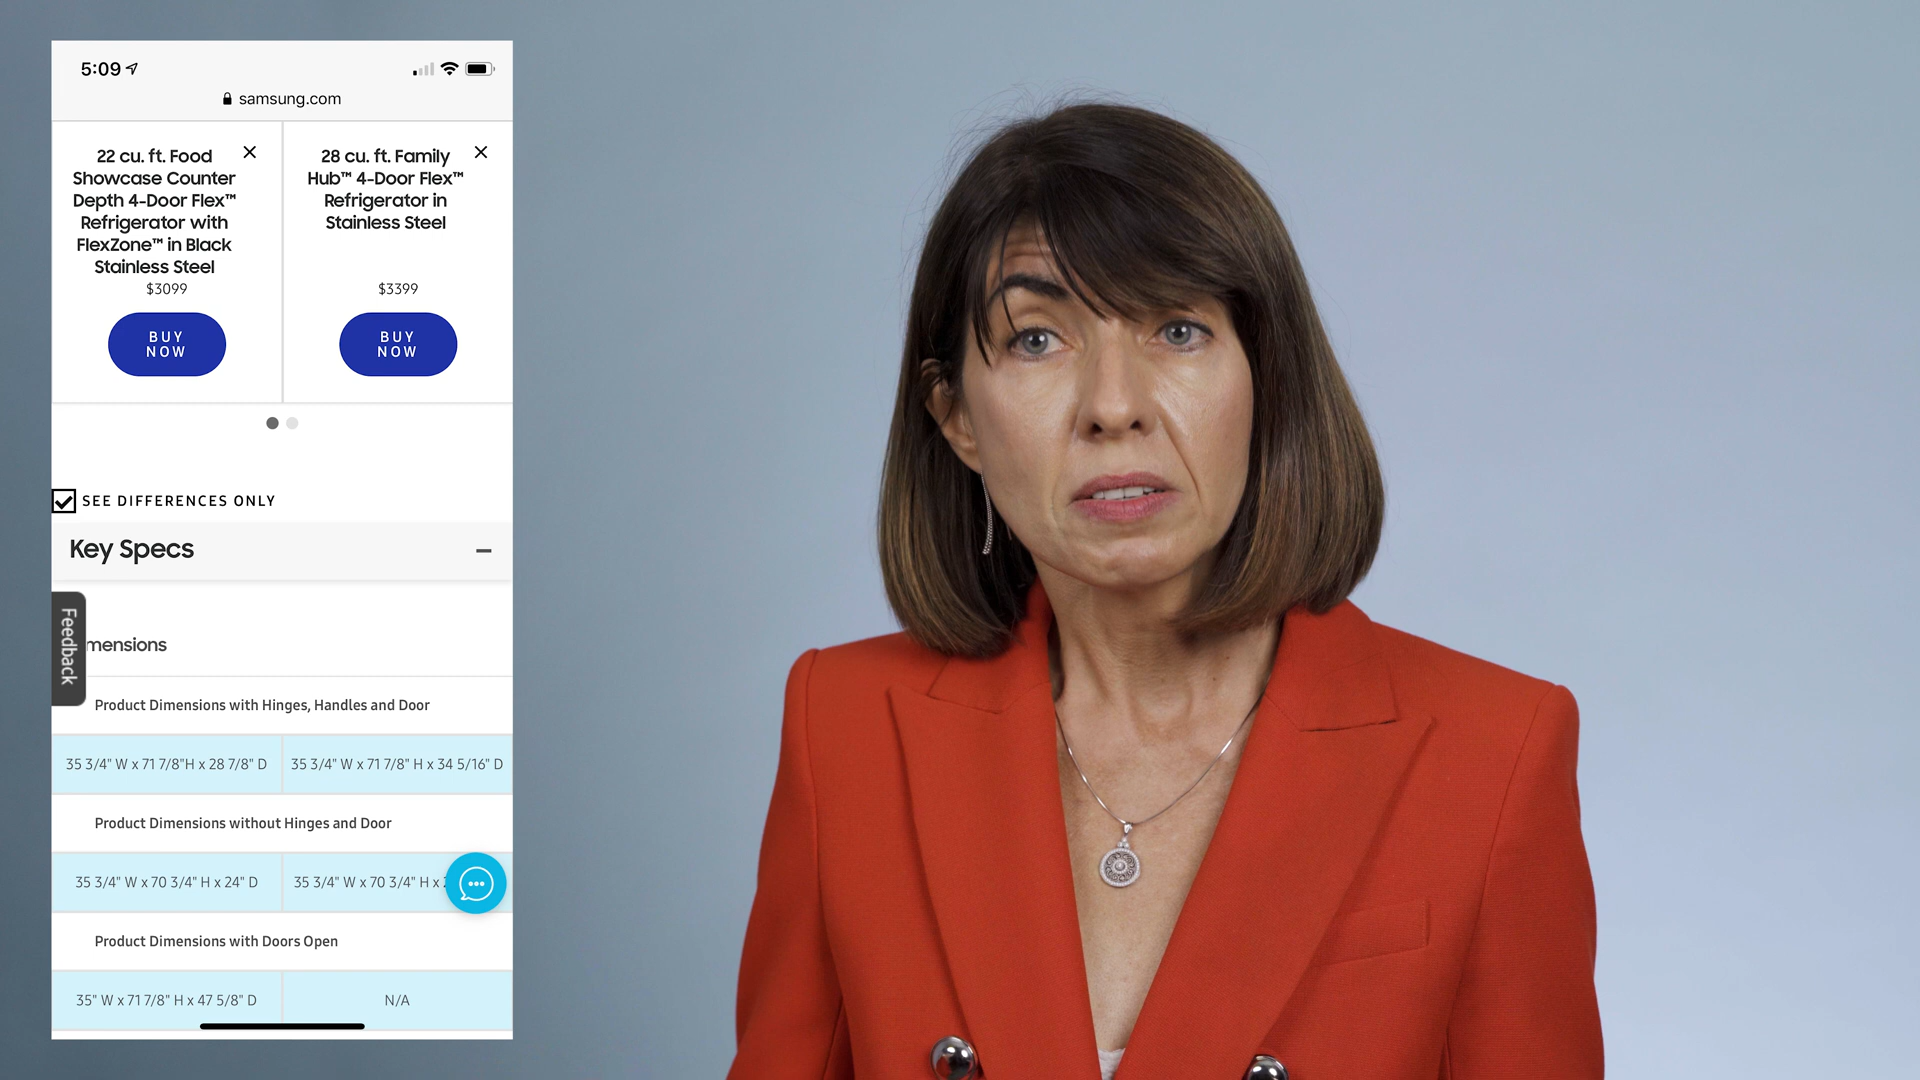 5:09
samsung.com
22 cu. ft. Food
Showcase Counter
Depth 4-Door Flex™
Refrigerator with
FlexZone™ in Black
Stainless Steel
$3099
BUY
NOW
28 cu. ft. Family
Hub™ 4-Door Flex™
Refrigerator in
Stainless Steel
$3399
BUY
NOW
SEE DIFFERENCES ONLY
Key Specs
Feedback
mensions
Product Dimensions with Hinges, Handles and Door
35 3/4" W x 71 7/8"H x 28 7/8" D
35 3/4" W x 71 7/8" H x 34 5/16" D
Product Dimensions without Hinges and Door
35 3/4" W x 70 3/4" H x 24" D
35 3/4" W x 70 3/4" H x
Product Dimensions with Doors Open
35" W x 71 7/8" H x 47 5/8" D
N/A